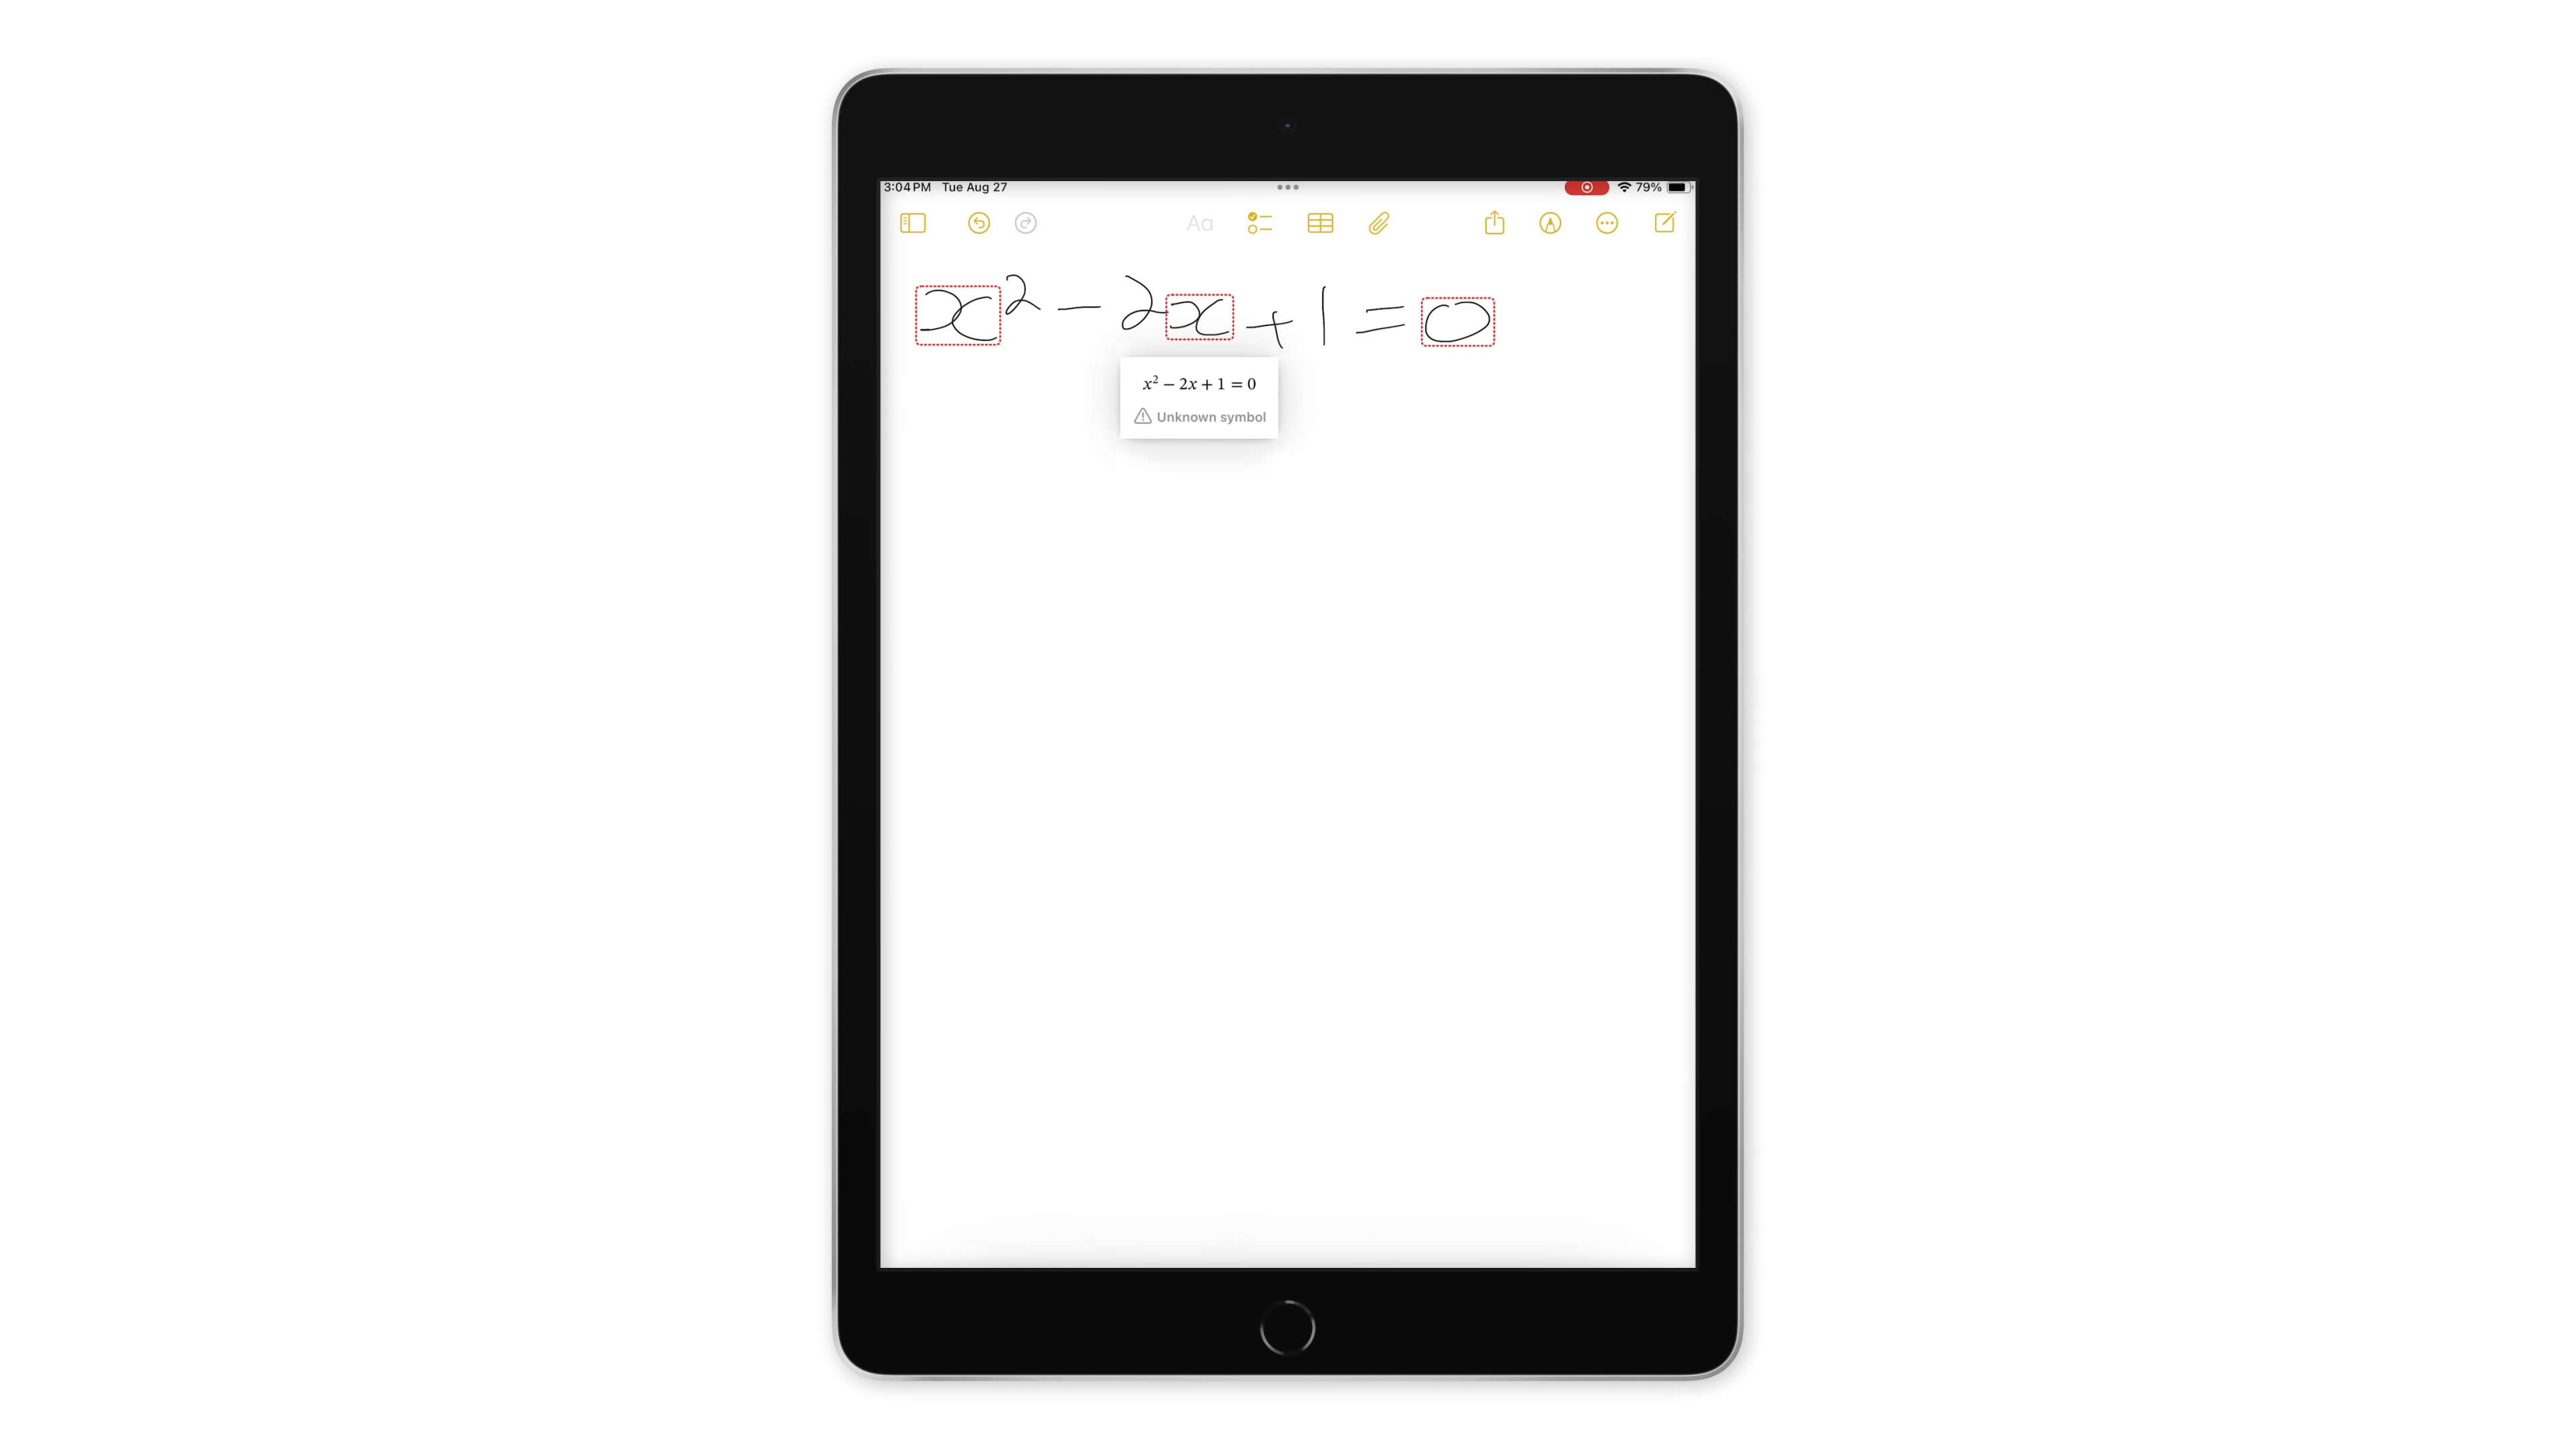 3:04 PM Tue Aug 27 79%
Aa
x² − 2x + 1 = 0
x² − 2x + 1 = 0
Unknown symbol